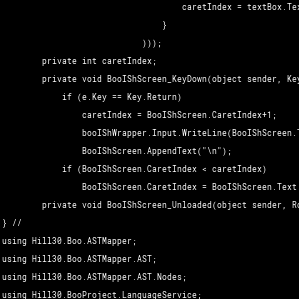 caretIndex = textBox.Te
}
)));
private int caretIndex;
private void BooIShScreen_KeyDown(object sender, Key
if (e.Key == Key.Return)
caretIndex = BooIShScreen.CaretIndex+1;
booIShWrapper.Input.WriteLine(BooIShScreen.T
BooIShScreen.AppendText("\n");
if (BooIShScreen.CaretIndex < caretIndex)
BooIShScreen.CaretIndex = BooIShScreen.Text
private void BooIShScreen_Unloaded(object sender, Ro
} //
using Hill30.Boo.ASTMapper;
using Hill30.Boo.ASTMapper.AST;
using Hill30.Boo.ASTMapper.AST.Nodes;
using Hill30.BooProject.LanguageService;